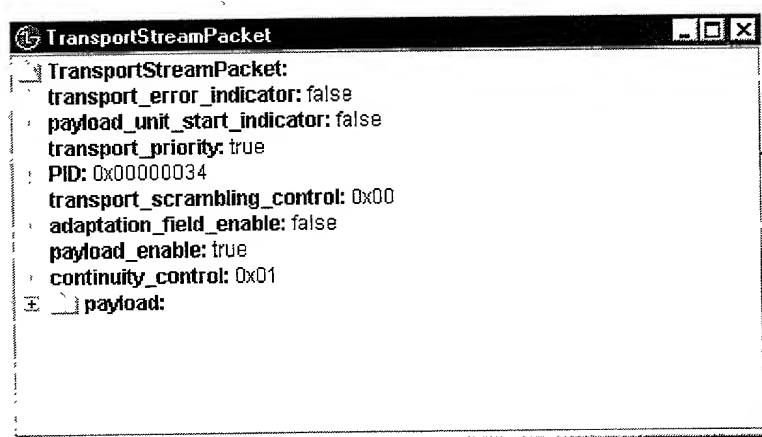 TransportStreamPacket
TransportStreamPacket:
transport_error_indicator: false
payload_unit_start_indicator: false
transport_priority: true
PID: 0x00000034
transport_scrambling_control: 0x00
adaptation_field_enable: false
payload_enable: true
continuity_control: 0x01
payload: